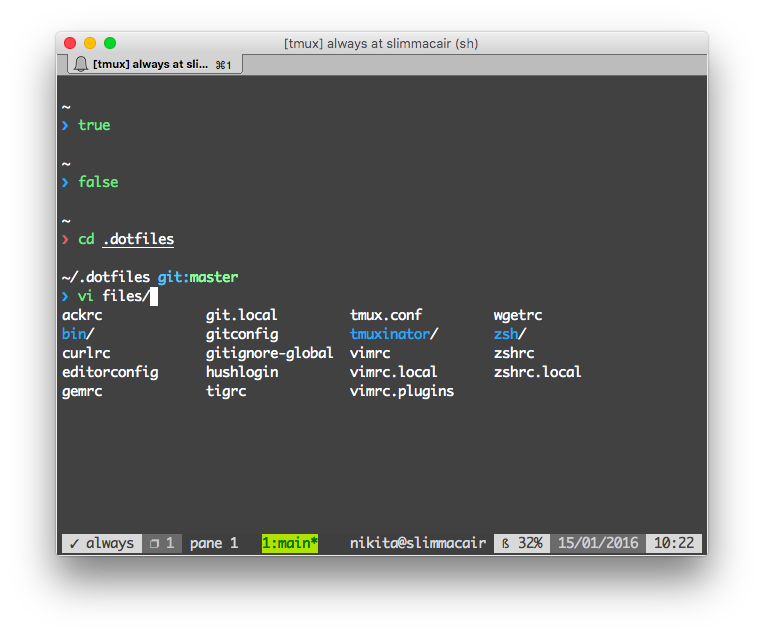 [tmux] always at slimmacair (sh)
[tmux] always at sli... ⌘1
~
❯ true
~
❯ false
~
❯ cd .dotfiles
~/.dotfiles git:master
❯ vi files/
ackrc git.local tmux.conf wgetrc
bin/ gitconfig tmuxinator/ zsh/
curlrc gitignore-global vimrc zshrc
editorconfig hushlogin vimrc.local zshrc.local
gemrc tigrc vimrc.plugins
✓ always ❐ 1 pane 1 1:main* nikita@slimmacair ß 32% 15/01/2016 10:22